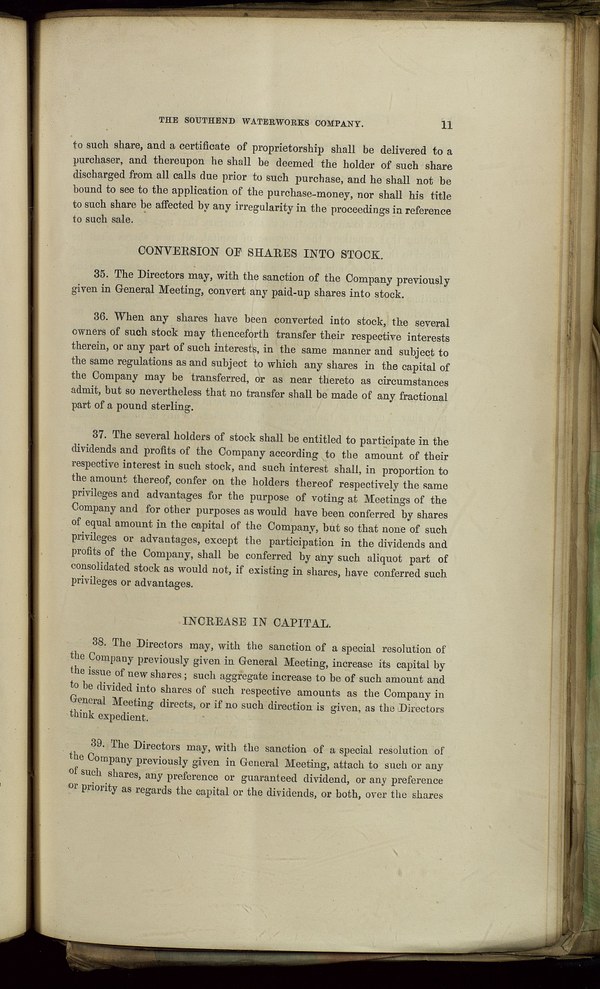 THE SOUTHEND WATERWORKS COMPANY. 11
to such share, and a certificate of proprietorship shall be delivered to a
purchaser, and thereupon he shall be deemed the holder of such share
discharged from all calls due prior to such purchase, and he shall not be
bound to see to the application of the purchase-money, nor shall his title
to such share be affected by any irregularity in the proceedings in reference
to such sale.
CONVERSION OF SHARES INTO STOCK.
35. The Directors may, with the sanction of the Company previously
given in General Meeting, convert any paid-up shares into stock.
36. When any shares have been converted into stock, the several
owners of such stock may thenceforth transfer their respective interests
therein, or any part of such interests, in the same manner and subject to
the same regulations as and subject to which any shares in the capital of
the Company may be transferred, or as near thereto as circumstances
admit, but so nevertheless that no transfer shall be made of any fractional
part of a pound sterling.
37. The several holders of stock shall be entitled to participate in the
dividends and profits of the Company according to the amount of their
respective interest in such stock, and such interest shall, in proportion to
the amount thereof, confer on the holders thereof respectively the same
privileges and advantages for the purpose of voting at Meetings of the
Company and for other purposes as would have been conferred by shares
of equal amount in the capital of the Company, but so that none of such
privileges or advantages, except the participation in the dividends and
profits of the Company, shall be conferred by any such aliquot part of
consolidated stock as would not, if existing in shares, have conferred such
privileges or advantages.
INCREASE IN CAPITAL.
38. The Directors may, with the sanction of a special resolution of
the Company previously given in General Meeting, increase its capital by
the issue of new shares; such aggregate increase to be of such amount and
to be divided into shares of such respective amounts as the Company in
General Meeting directs, or if no such direction is given, as the Directors
think expedient.
39. The Directors may, with the sanction of a special resolution of
the Company previously given in General Meeting, attach to such or any
of such shares, any preference or guaranteed dividend, or any preference
or priority as regards the capital or the dividends, or both, over the shares